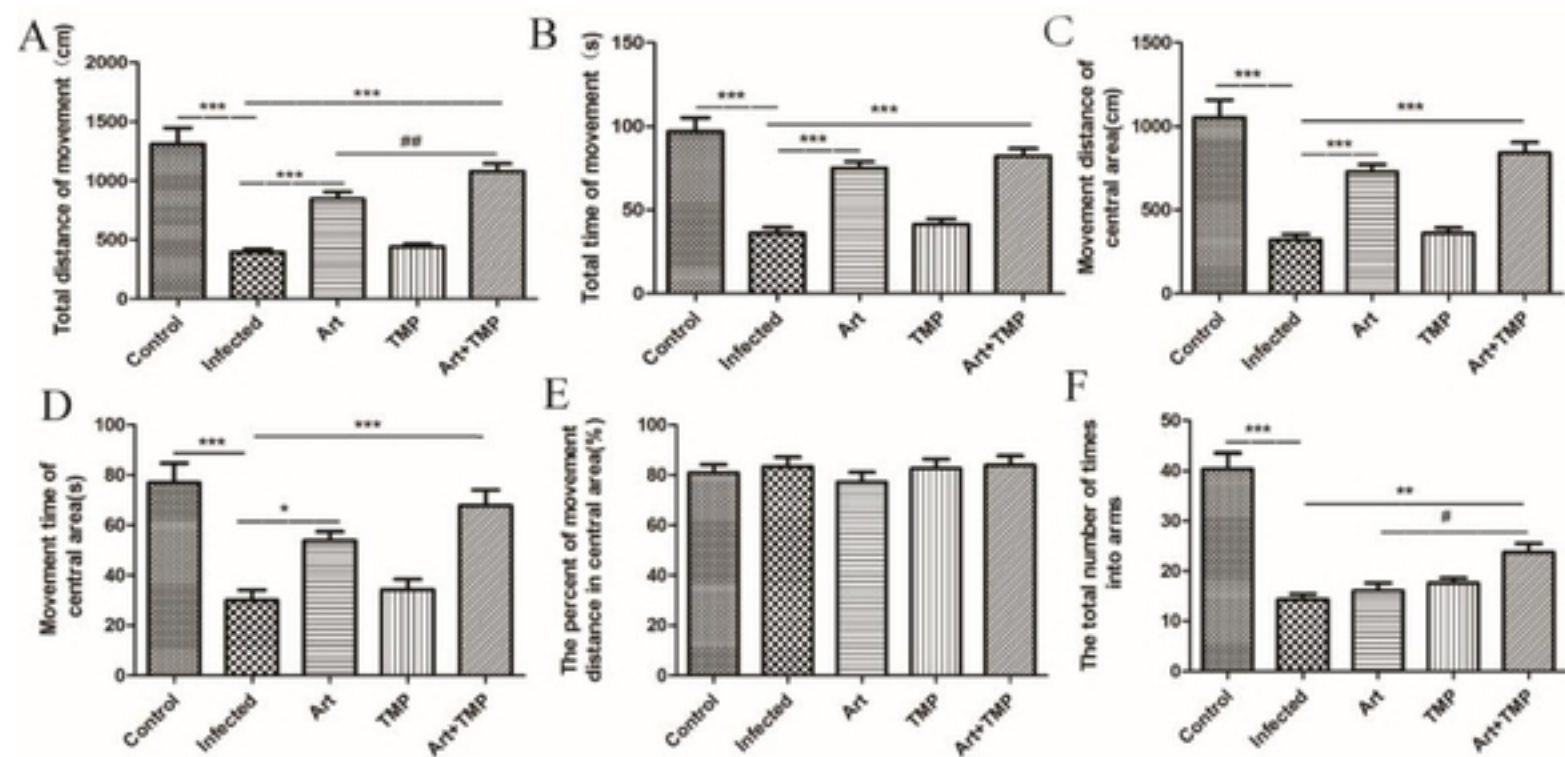 A
Total distance of movement (cm)
2000
1500
1000
500
0
***
***
***
##
Control
Infected
Art
TMP
Art+TMP
B
Total time of movement (s)
150
100
50
0
***
***
***
Control
Infected
Art
TMP
Art+TMP
C
Movement distance of
central area(cm)
1500
1000
500
0
***
***
***
Control
Infected
Art
TMP
Art+TMP
D
Movement time of
central area(s)
100
80
60
40
20
0
***
***
*
Control
Infected
Art
TMP
Art+TMP
E
The percent of movement
distance in central area(%)
100
80
60
40
20
0
Control
Infected
Art
TMP
Art+TMP
F
The total number of times
into arms
50
40
30
20
10
0
***
**
#
Control
Infected
Art
TMP
Art+TMP